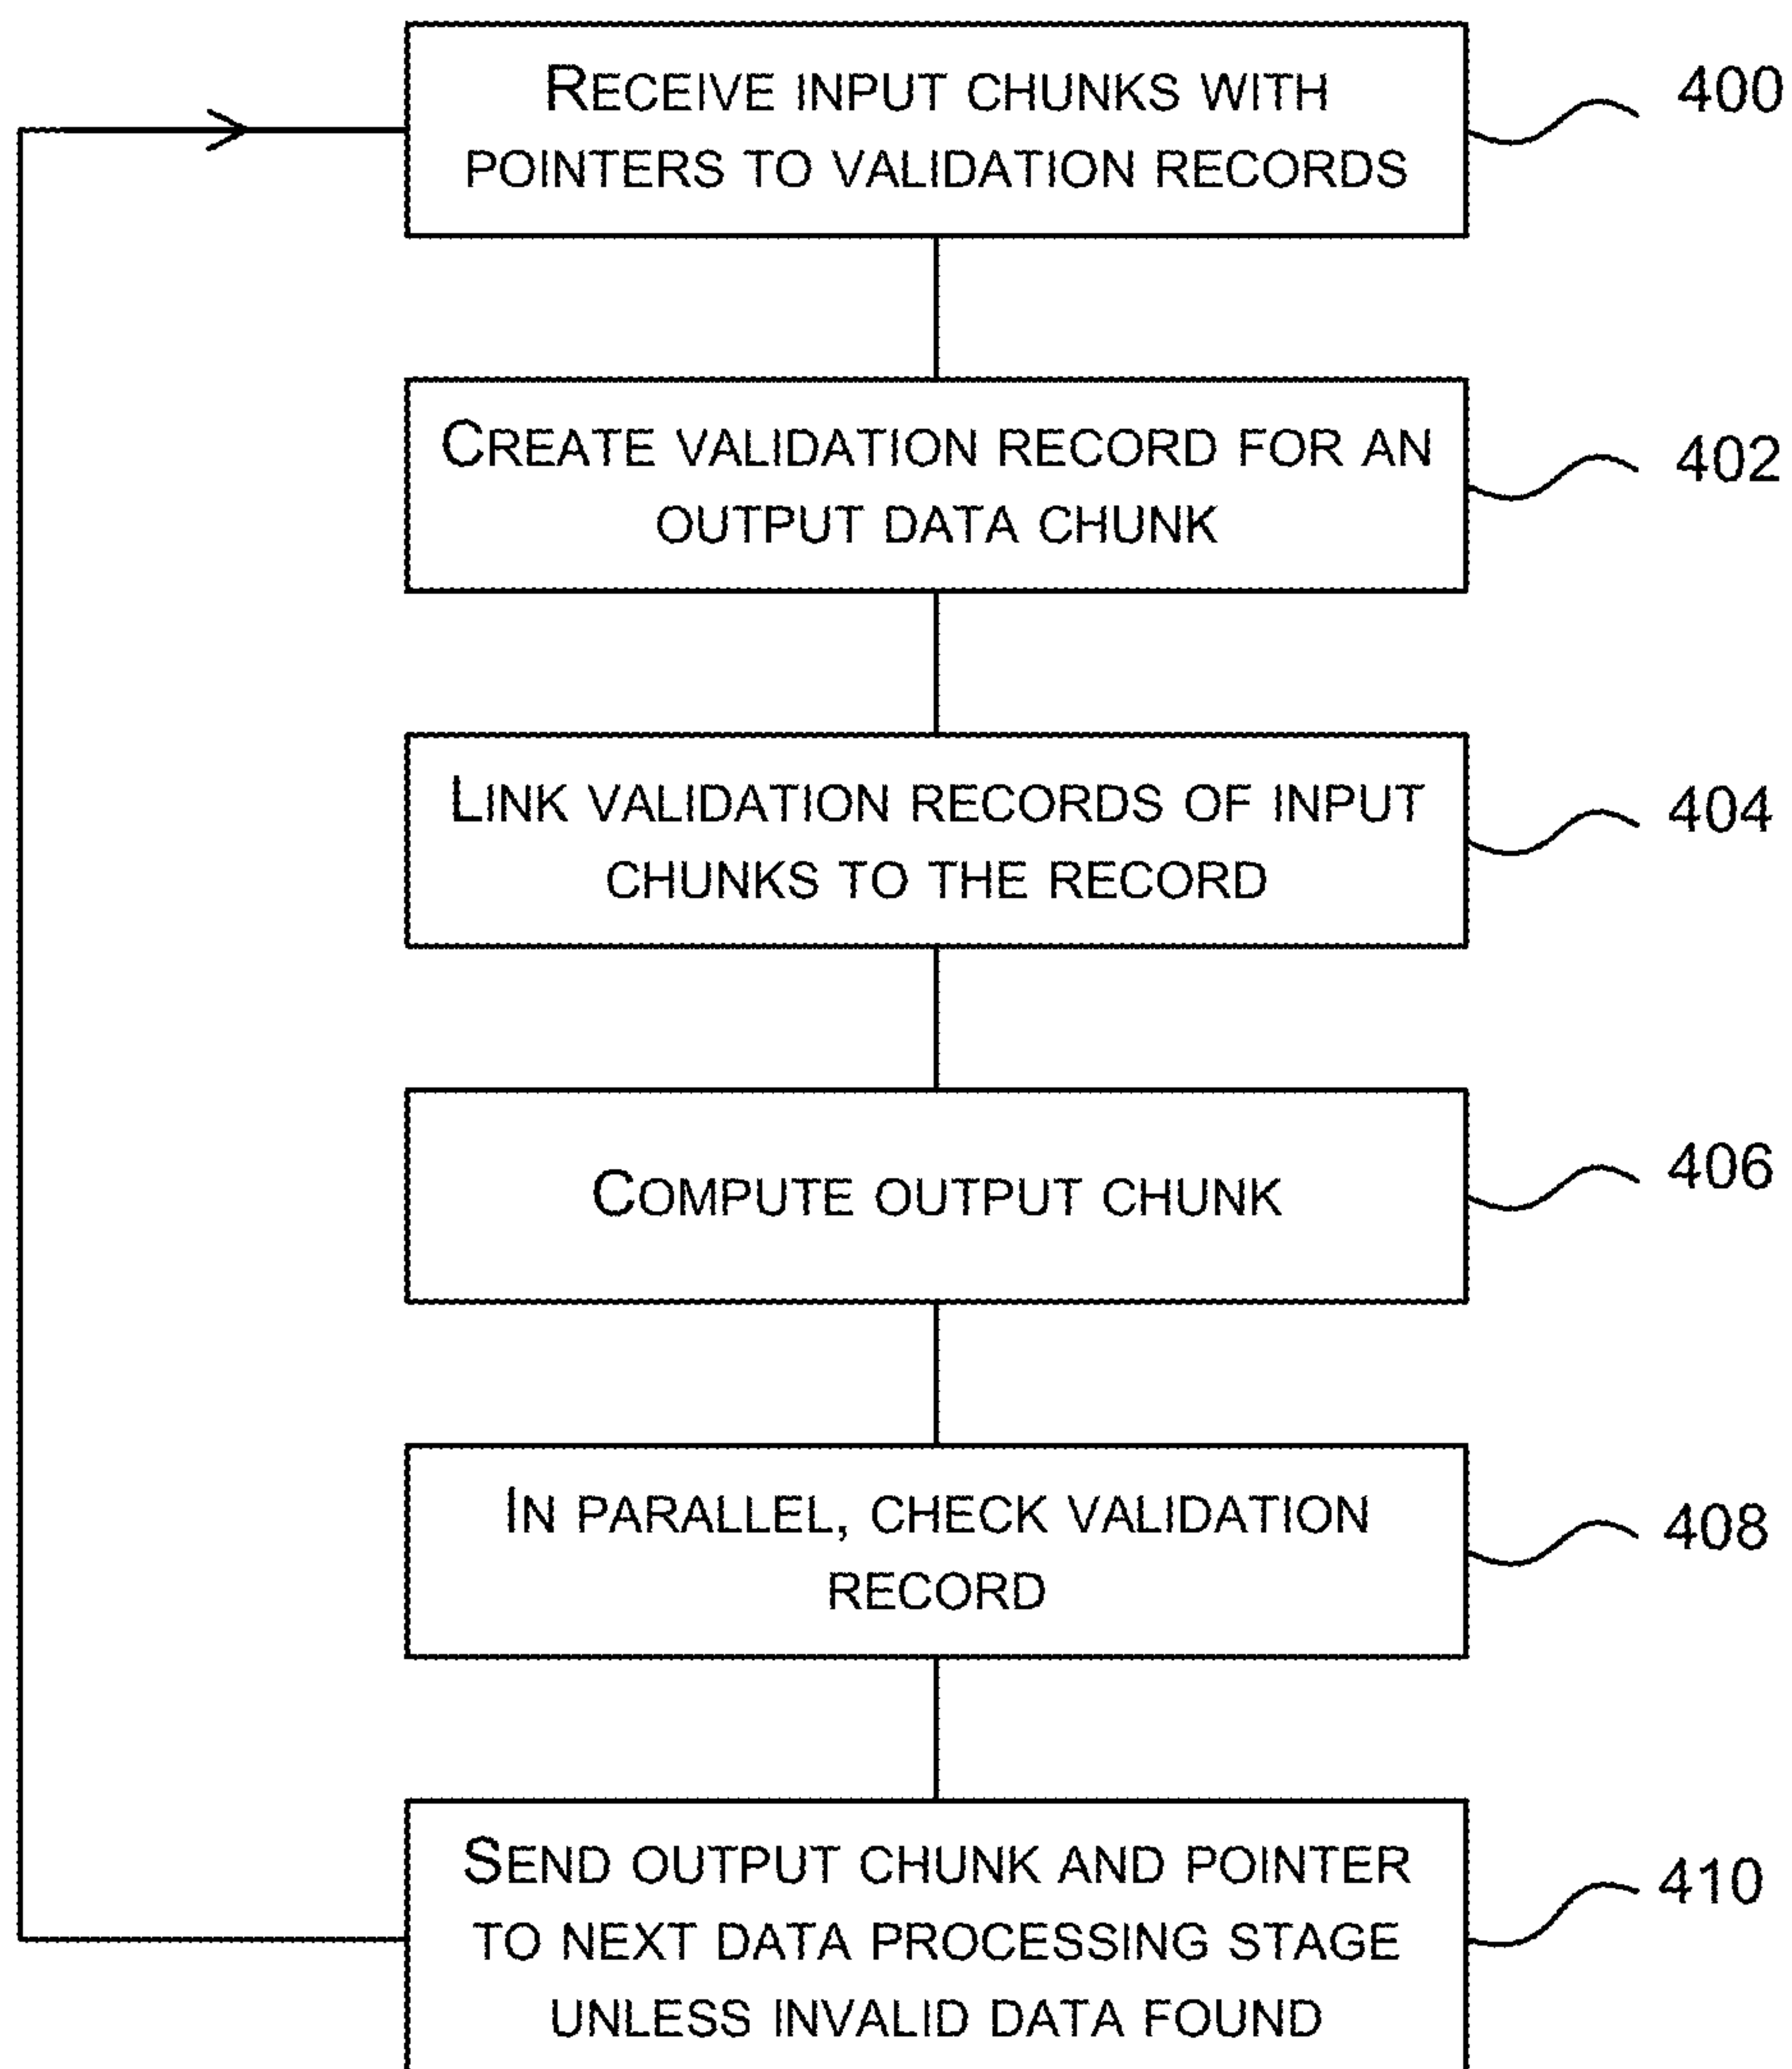 RECEIVE INPUT CHUNKS WITH
POINTERS TO VALIDATION RECORDS
400
CREATE VALIDATION RECORD FOR AN
OUTPUT DATA CHUNK
402
LINK VALIDATION RECORDS OF INPUT
CHUNKS TO THE RECORD
404
COMPUTE OUTPUT CHUNK
406
IN PARALLEL, CHECK VALIDATION
RECORD
408
SEND OUTPUT CHUNK AND POINTER
TO NEXT DATA PROCESSING STAGE
UNLESS INVALID DATA FOUND
410